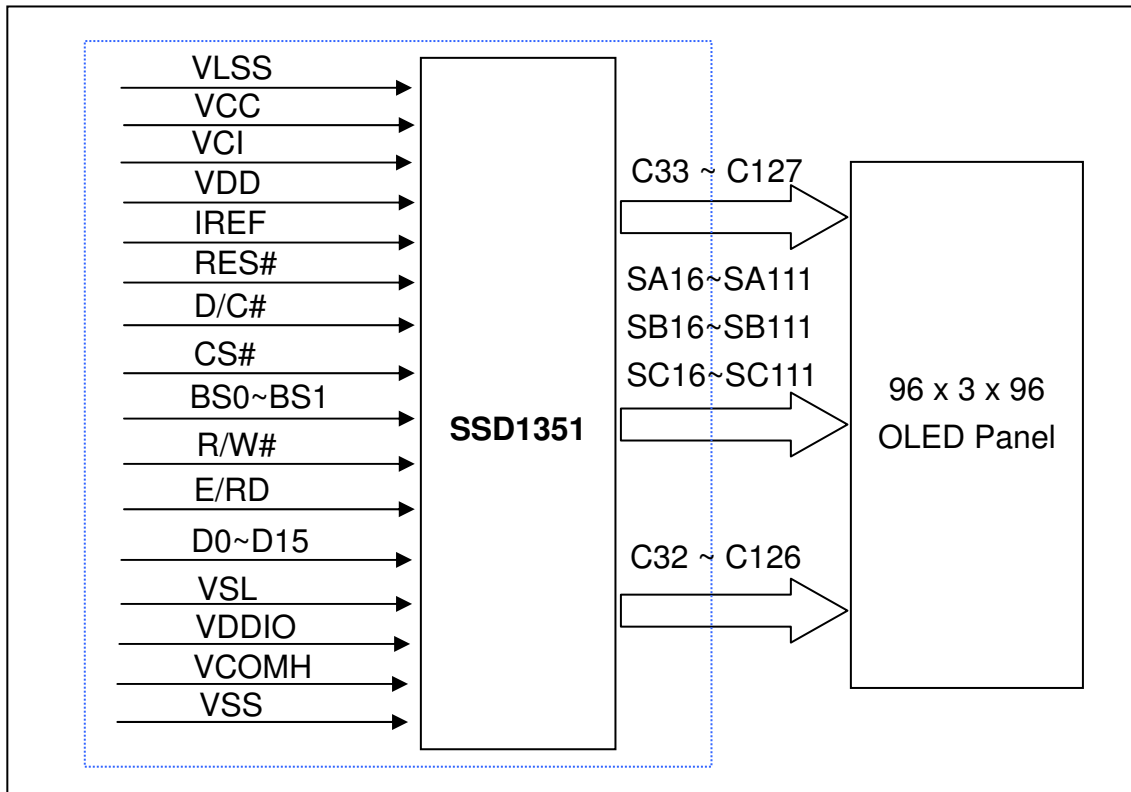 VLSS
VCC
VCI
VDD
IREF
RES#
D/C#
CS#
BS0~BS1
R/W#
E/RD
D0~D15
VSL
VDDIO
VCOMH
VSS
SSD1351
C33 ~ C127
SA16~SA111
SB16~SB111
SC16~SC111
C32 ~ C126
96 x 3 x 96
OLED Panel